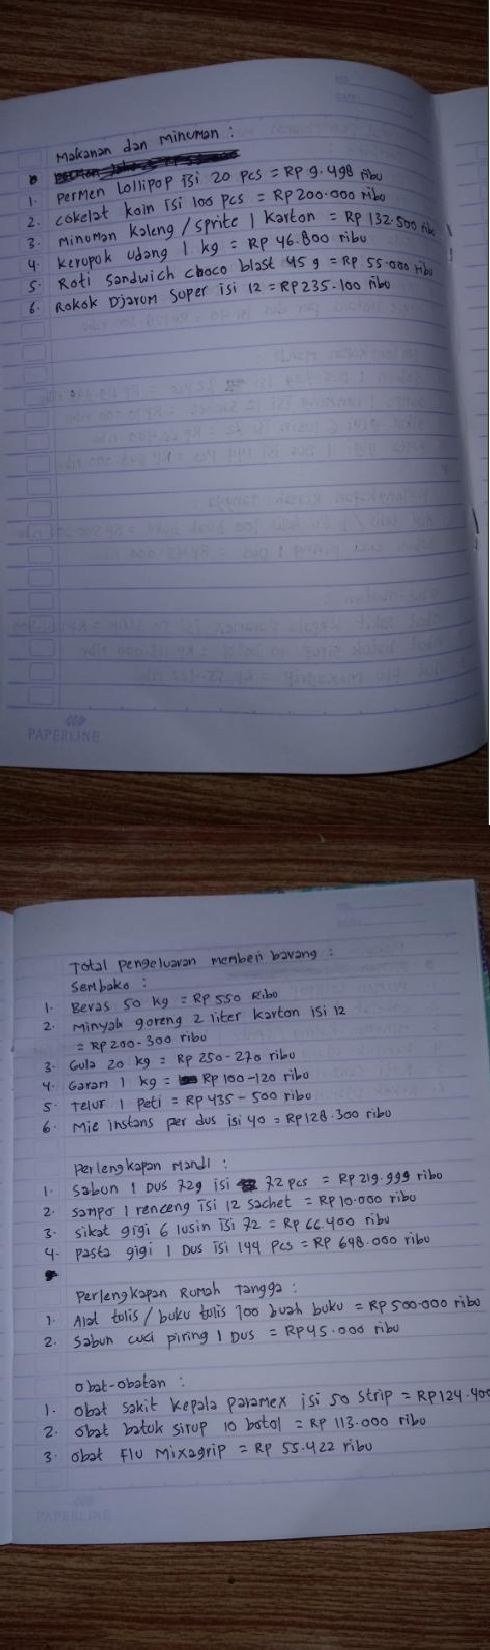 Makanan dan Minuman :
1. Permen Lollipop isi 20 pcs = Rp 9.498 ribu
2. cokelat koin isi 100 pcs = Rp 200.000 ribu
3. Minuman kaleng / sprite 1 karton = Rp 132.500 ribu
4. Kerupok udang 1 kg = Rp 46.800 ribu
5. Roti sandwich choco blast 45 g = Rp 55.000 ribu
6. Rokok Djarum Super isi 12 = Rp 235.100 ribu
PAPERLINE
Total pengeluaran memberi barang :
Sembako :
1. Beras 50 kg = Rp 550 Ribo
2. Minyak goreng 2 liter karton isi 12
= Rp 200-300 ribu
3. Gula 20 kg = Rp 250-270 ribu
4. Garam 1 kg = Rp 100-120 ribu
5. Telur 1 Peti = Rp 435-500 ribu
6. Mie instans per dus isi 40 = Rp 128.300 ribu
Perlengkapan Mandi :
1. Sabun 1 Dus 72g isi 72 pcs = Rp 219.999 ribu
2. sampo 1 renceng isi 12 sachet = Rp 10.000 ribu
3. sikat gigi 6 lusin isi 72 = Rp 66.400 ribu
4. pasta gigi 1 Dus isi 144 Pcs = Rp 698.000 ribu
Perlengkapan Rumah Tangga :
1. Alat tulis / buku tulis 100 buah buku = Rp 500.000 ribu
2. Sabun cuci piring 1 Dus = Rp 45.000 ribu
Obat-obatan :
1. obat sakit kepala paramex isi 50 strip = Rp 124.400
2. obat batuk sirup 10 botol = Rp 113.000 ribu
3. obat Flu Mixagrip = Rp 55.422 ribu
PAPERLINE